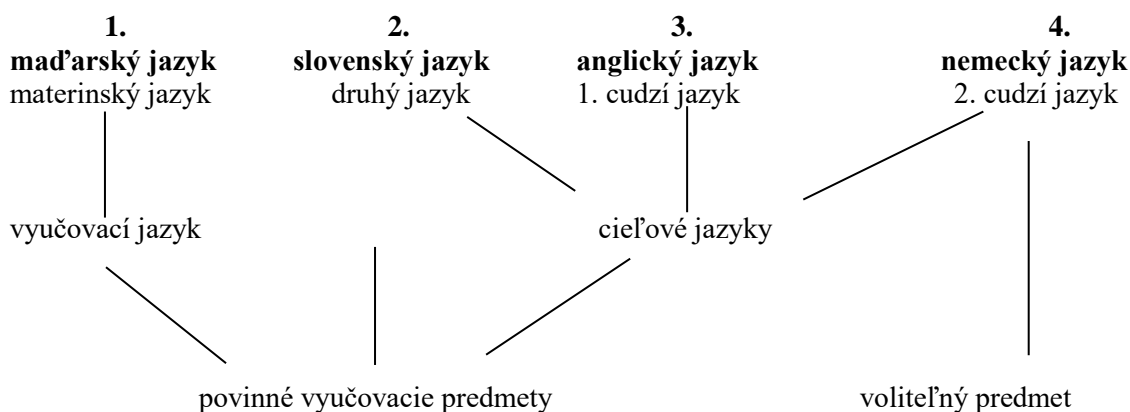 1. 2. 3. 4.
maďarský jazyk slovenský jazyk anglický jazyk nemecký jazyk
materinský jazyk druhý jazyk 1. cudzí jazyk 2. cudzí jazyk
vyučovací jazyk cieľové jazyky
povinné vyučovacie predmety voliteľný predmet